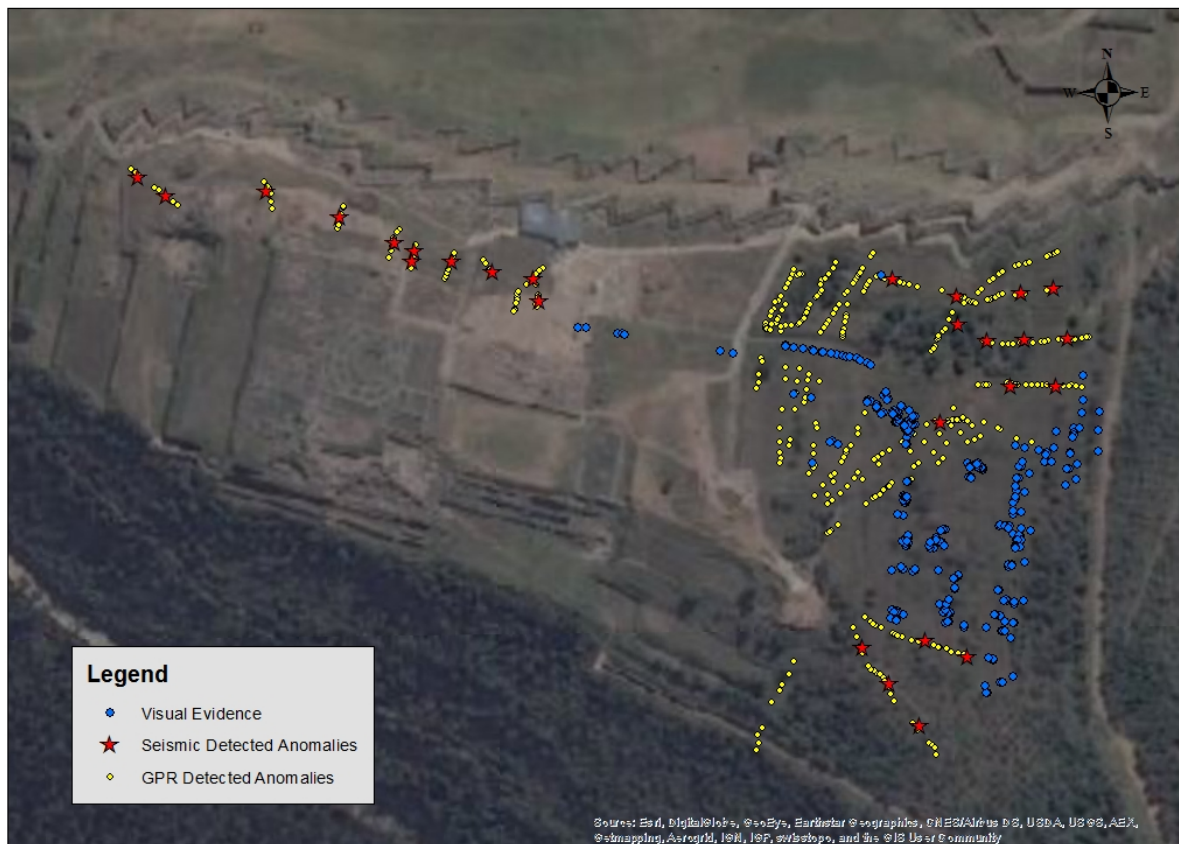 N
W E
S
Legend
Visual Evidence
Seismic Detected Anomalies
GPR Detected Anomalies
Source: Esri, DigitalGlobe, GeoEye, Earthstar Geographics, CNES/Airbus DS, USDA, USGS, AEX,
Getmapping, Aerogrid, IGN, IGP, swisstopo, and the GIS User Community